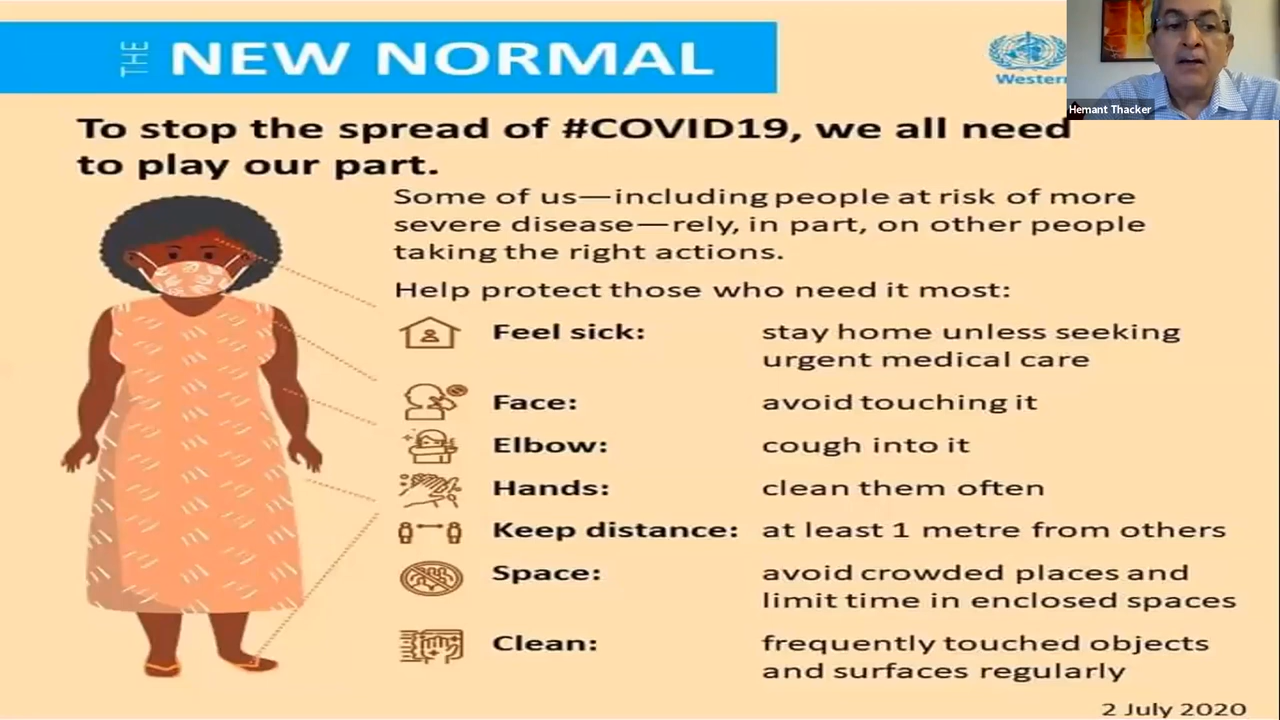 THE NEW NORMAL
Western
Hemant Thacker
To stop the spread of #COVID19, we all need
to play our part.
Some of us—including people at risk of more
severe disease—rely, in part, on other people
taking the right actions.
Help protect those who need it most:
Feel sick: stay home unless seeking
urgent medical care
Face: avoid touching it
Elbow: cough into it
Hands: clean them often
Keep distance: at least 1 metre from others
Space: avoid crowded places and
limit time in enclosed spaces
Clean: frequently touched objects
and surfaces regularly
2 July 2020